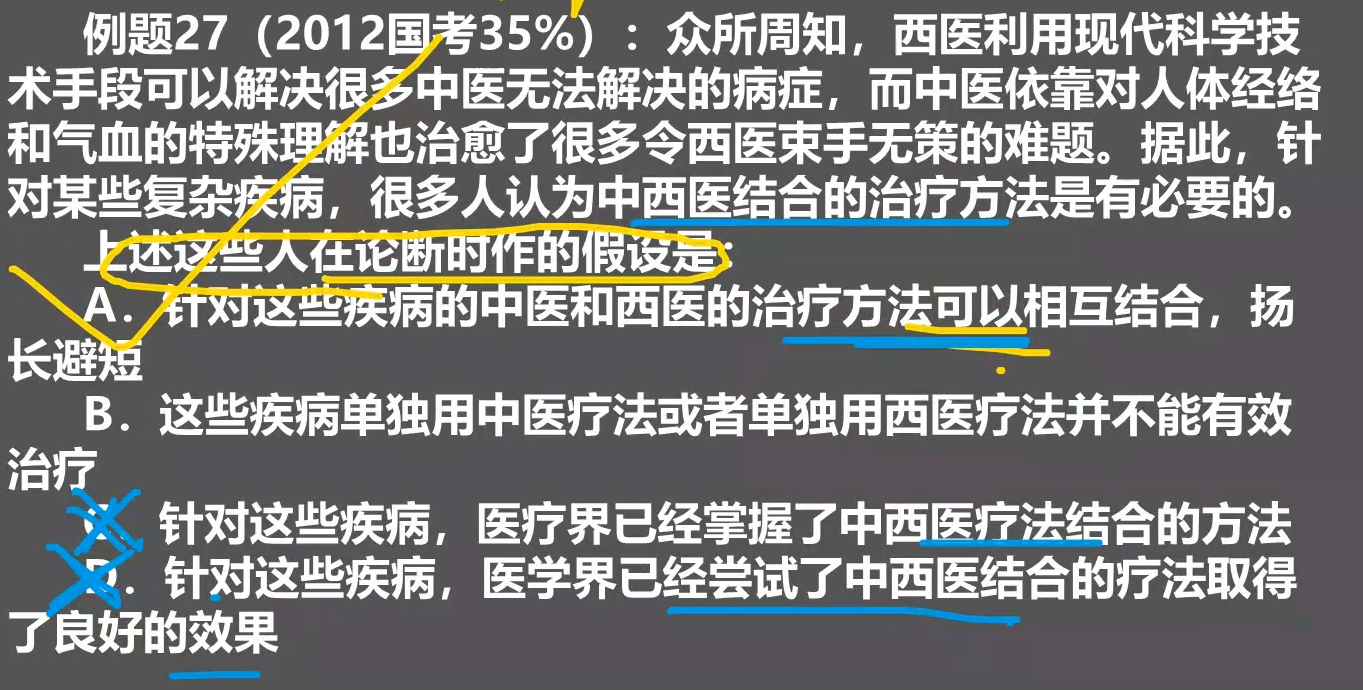 例题27（2012国考35%）：众所周知，西医利用现代科学技
术手段可以解决很多中医无法解决的病症，而中医依靠对人体经络
和气血的特殊理解也治愈了很多令西医束手无策的难题。据此，针
对某些复杂疾病，很多人认为中西医结合的治疗方法是有必要的。
上述这些人在论断时作的假设是：
A．针对这些疾病的中医和西医的治疗方法可以相互结合，扬
长避短
B．这些疾病单独用中医疗法或者单独用西医疗法并不能有效
治疗
C．针对这些疾病，医疗界已经掌握了中西医疗法结合的方法
D．针对这些疾病，医学界已经尝试了中西医结合的疗法取得
了良好的效果